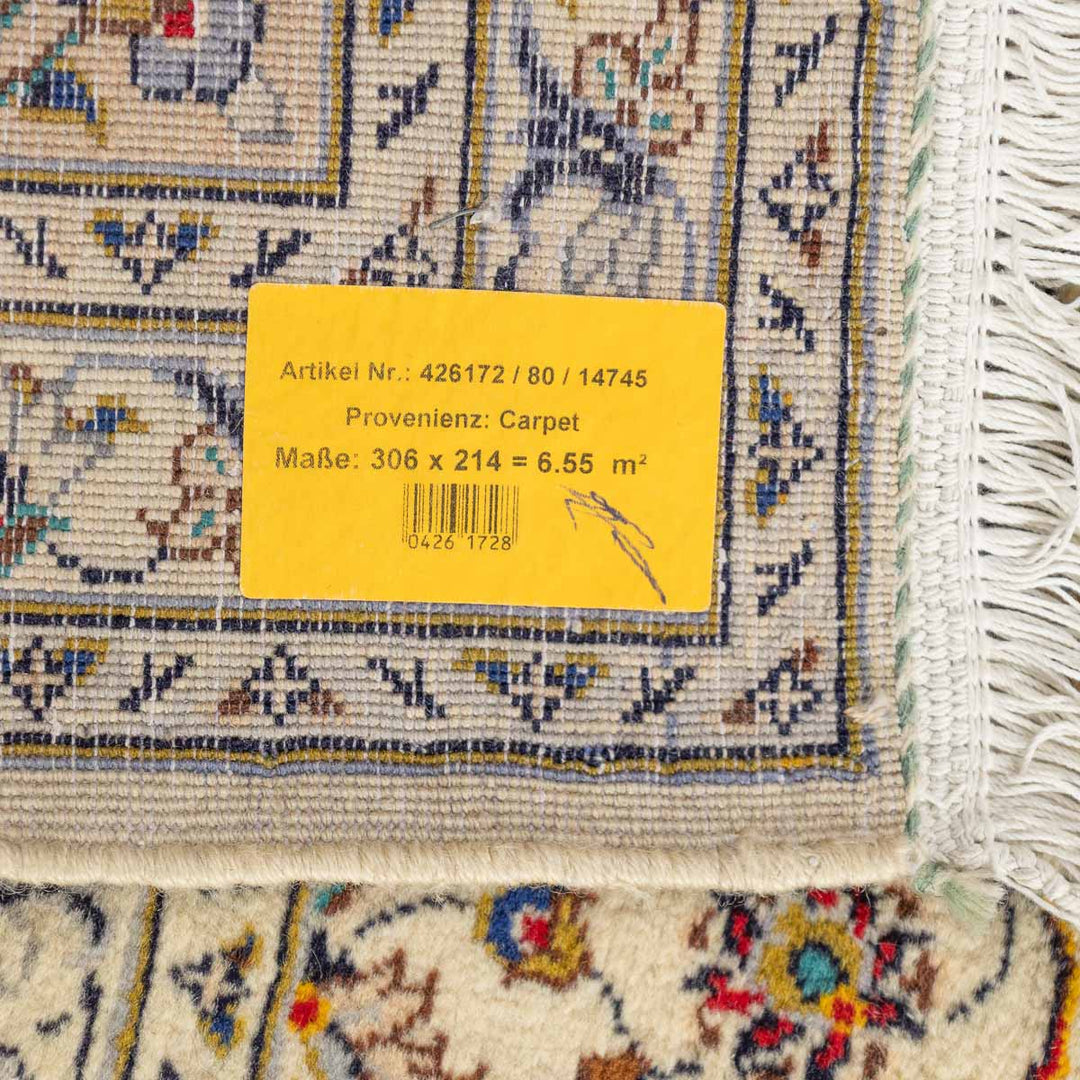 Artikel Nr.: 426172 / 80 / 14745
Provenienz: Carpet
Maße: 306 x 214 = 6.55 m²
0426 1728